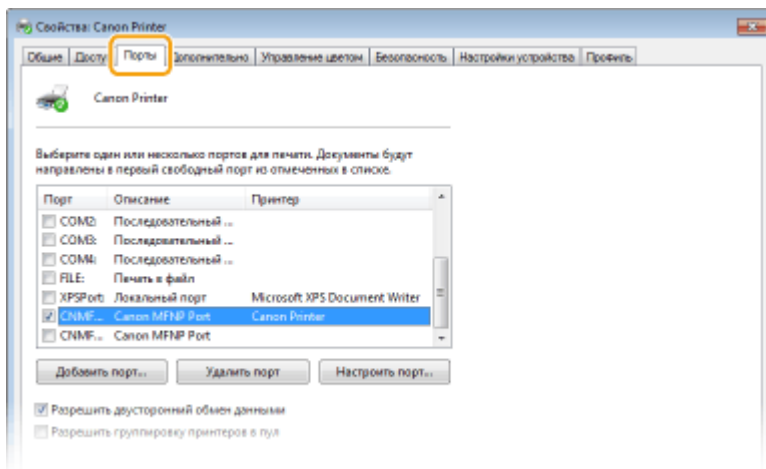 Свойства: Canon Printer
Общие Доступ Порты Дополнительно Управление цветом Безопасность Настройки устройства Профиль
Canon Printer
Выберите один или несколько портов для печати. Документы будут
направлены в первый свободный порт из отмеченных в списке.
Порт Описание Принтер
COM2: Последовательный ...
COM3: Последовательный ...
COM4: Последовательный ...
FILE: Печать в файл
XPSPort: Локальный порт Microsoft XPS Document Writer
CNMF... Canon MFNP Port Canon Printer
CNMF... Canon MFNP Port
Добавить порт... Удалить порт Настроить порт...
Разрешить двусторонний обмен данными
Разрешить группировку принтеров в пул